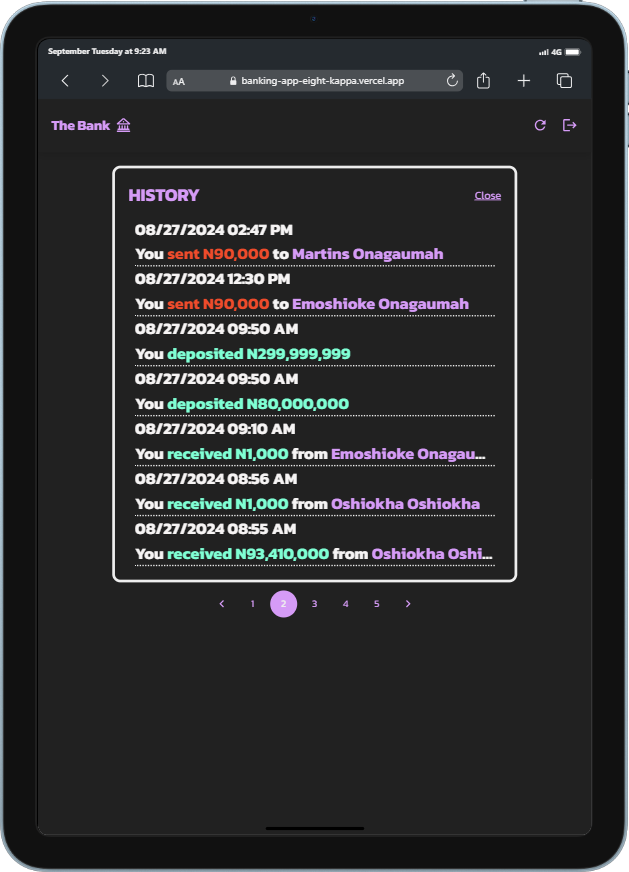 September Tuesday at 9:23 AM
4G
AA
banking-app-eight-kappa.vercel.app
The Bank
HISTORY
Close
08/27/2024 02:47 PM
You sent N90,000 to Martins Onagaumah
08/27/2024 12:30 PM
You sent N90,000 to Emoshioke Onagaumah
08/27/2024 09:50 AM
You deposited N299,999,999
08/27/2024 09:50 AM
You deposited N80,000,000
08/27/2024 09:10 AM
You received N1,000 from Emoshioke Onagau...
08/27/2024 08:56 AM
You received N1,000 from Oshiokha Oshiokha
08/27/2024 08:55 AM
You received N93,410,000 from Oshiokha Oshi...
1 2 3 4 5